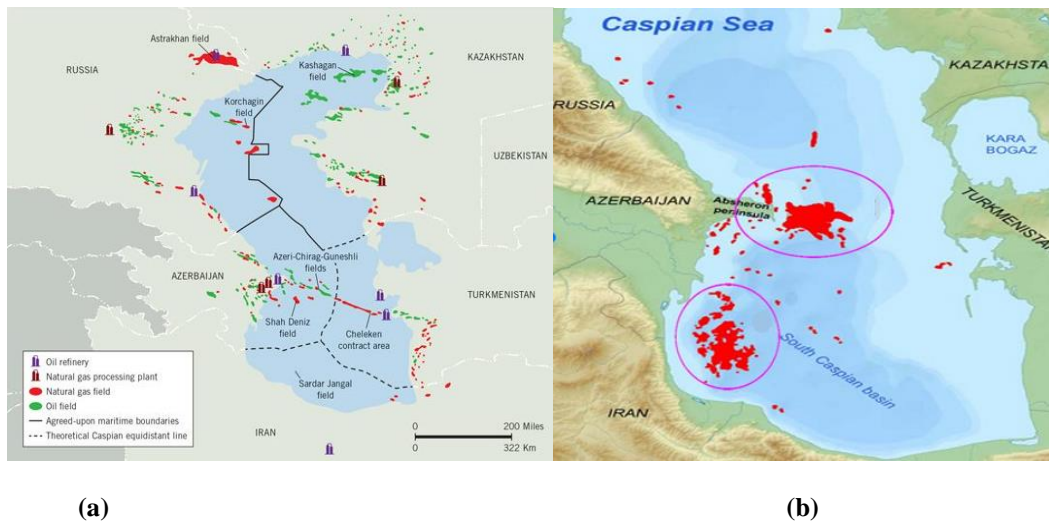 Astrakhan field
RUSSIA
KAZAKHSTAN
Kashagan
field
Korchagin
field
UZBEKISTAN
AZERBAIJAN
Azeri-Chirag-Guneshli
fields
TURKMENISTAN
Shah Deniz
field
Cheleken
contract area
Sardar Jangal
field
IRAN
Oil refinery
Natural gas processing plant
Natural gas field
Oil field
Agreed-upon maritime boundaries
Theoretical Caspian equidistant line
0 200 Miles
0 322 Km
(a)
Caspian Sea
KAZAKHSTA
RUSSIA
KARA
BOGAZ
AZERBAIJAN
Absheron
peninsula
TURKMENISTAN
South Caspian basin
IRAN
(b)